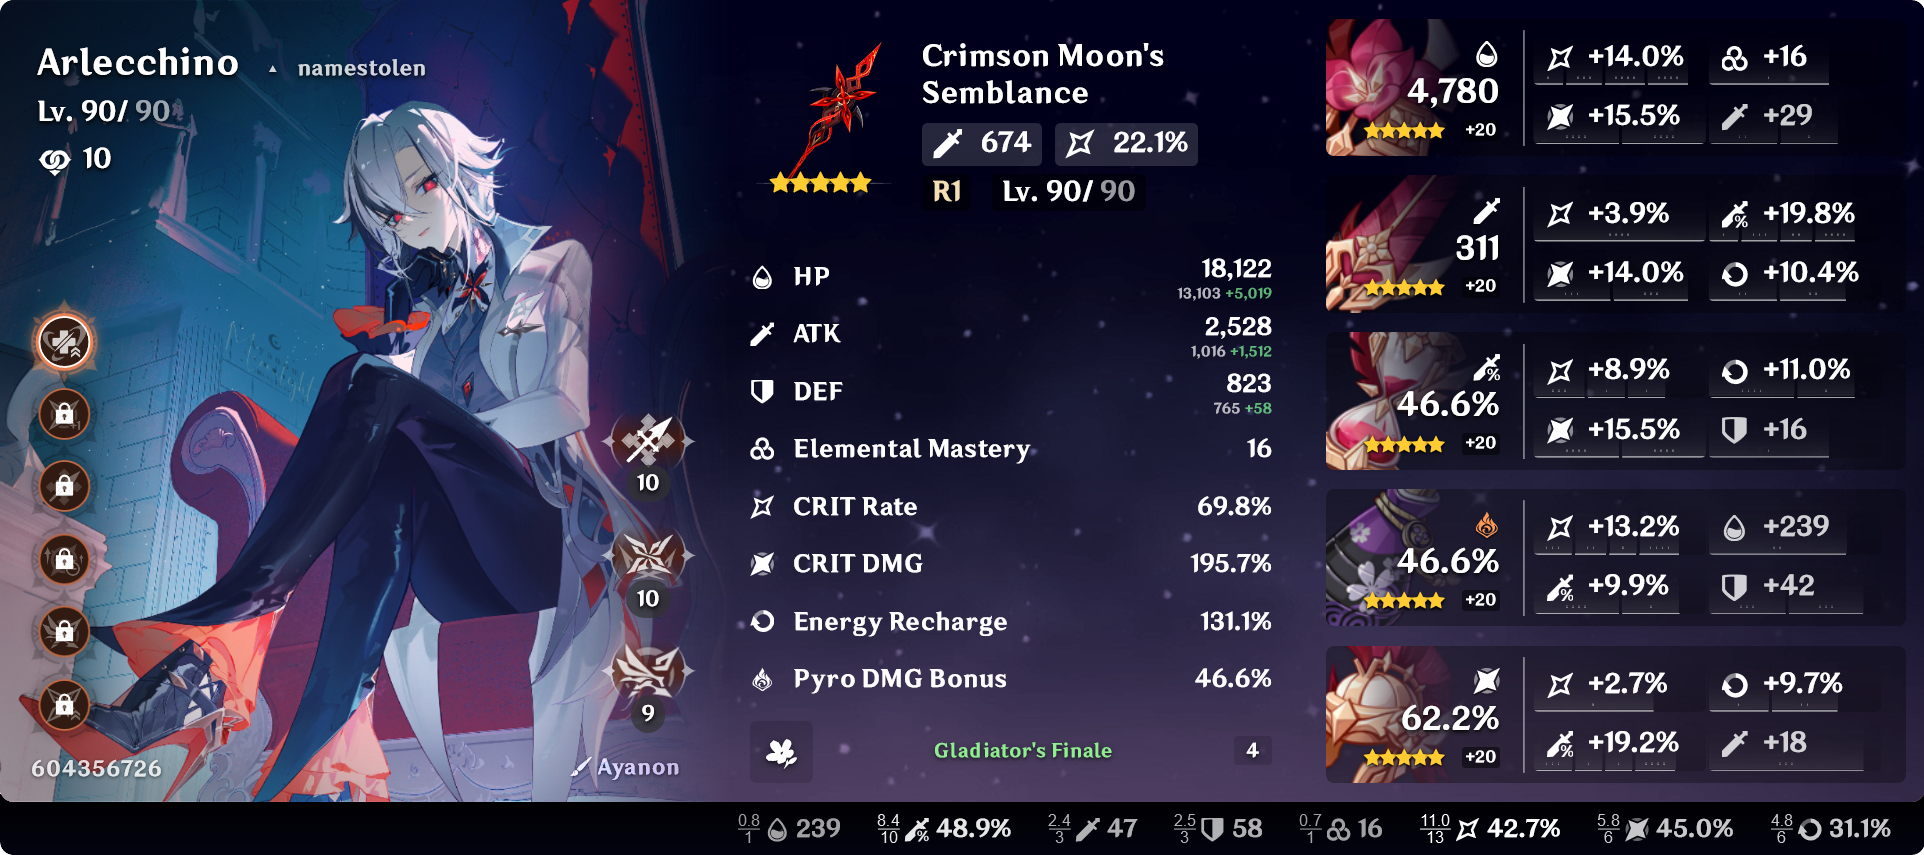 Arlecchino ▲ namestolen
Lv. 90/ 90
10
10
10
9
604356726
Ayanon
Crimson Moon's
Semblance
674 22.1%
R1 Lv. 90/ 90
HP 18,122
13,103 +5,019
ATK 2,528
1,016 +1,512
DEF 823
765 +58
Elemental Mastery 16
CRIT Rate 69.8%
CRIT DMG 195.7%
Energy Recharge 131.1%
Pyro DMG Bonus 46.6%
Gladiator's Finale 4
4,780
+20
+14.0% +16
+15.5% +29
311
+20
+3.9% +19.8%
+14.0% +10.4%
46.6%
+20
+8.9% +11.0%
+15.5% +16
46.6%
+20
+13.2% +239
+9.9% +42
62.2%
+20
+2.7% +9.7%
+19.2% +18
0.8/1 239 8.4/10 % 48.9% 2.4/3 47 2.5/3 58 0.7/1 16 11.0/13 42.7% 5.8/6 45.0% 4.8/6 31.1%